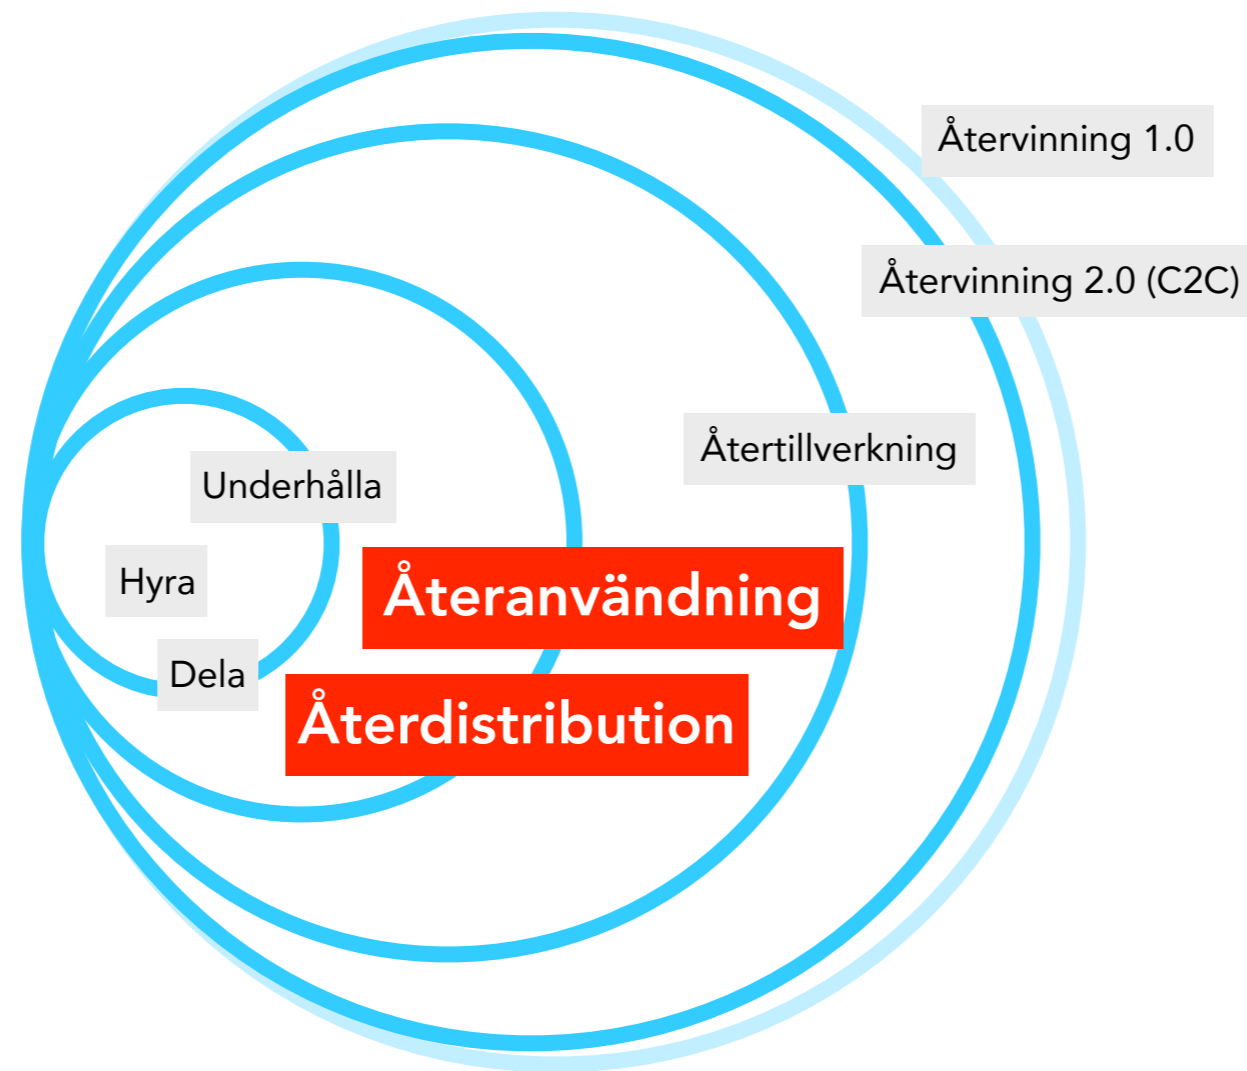 Återvinning 1.0
Återvinning 2.0 (C2C)
Återtillverkning
Underhålla
Hyra
Återanvändning
Dela
Återdistribution